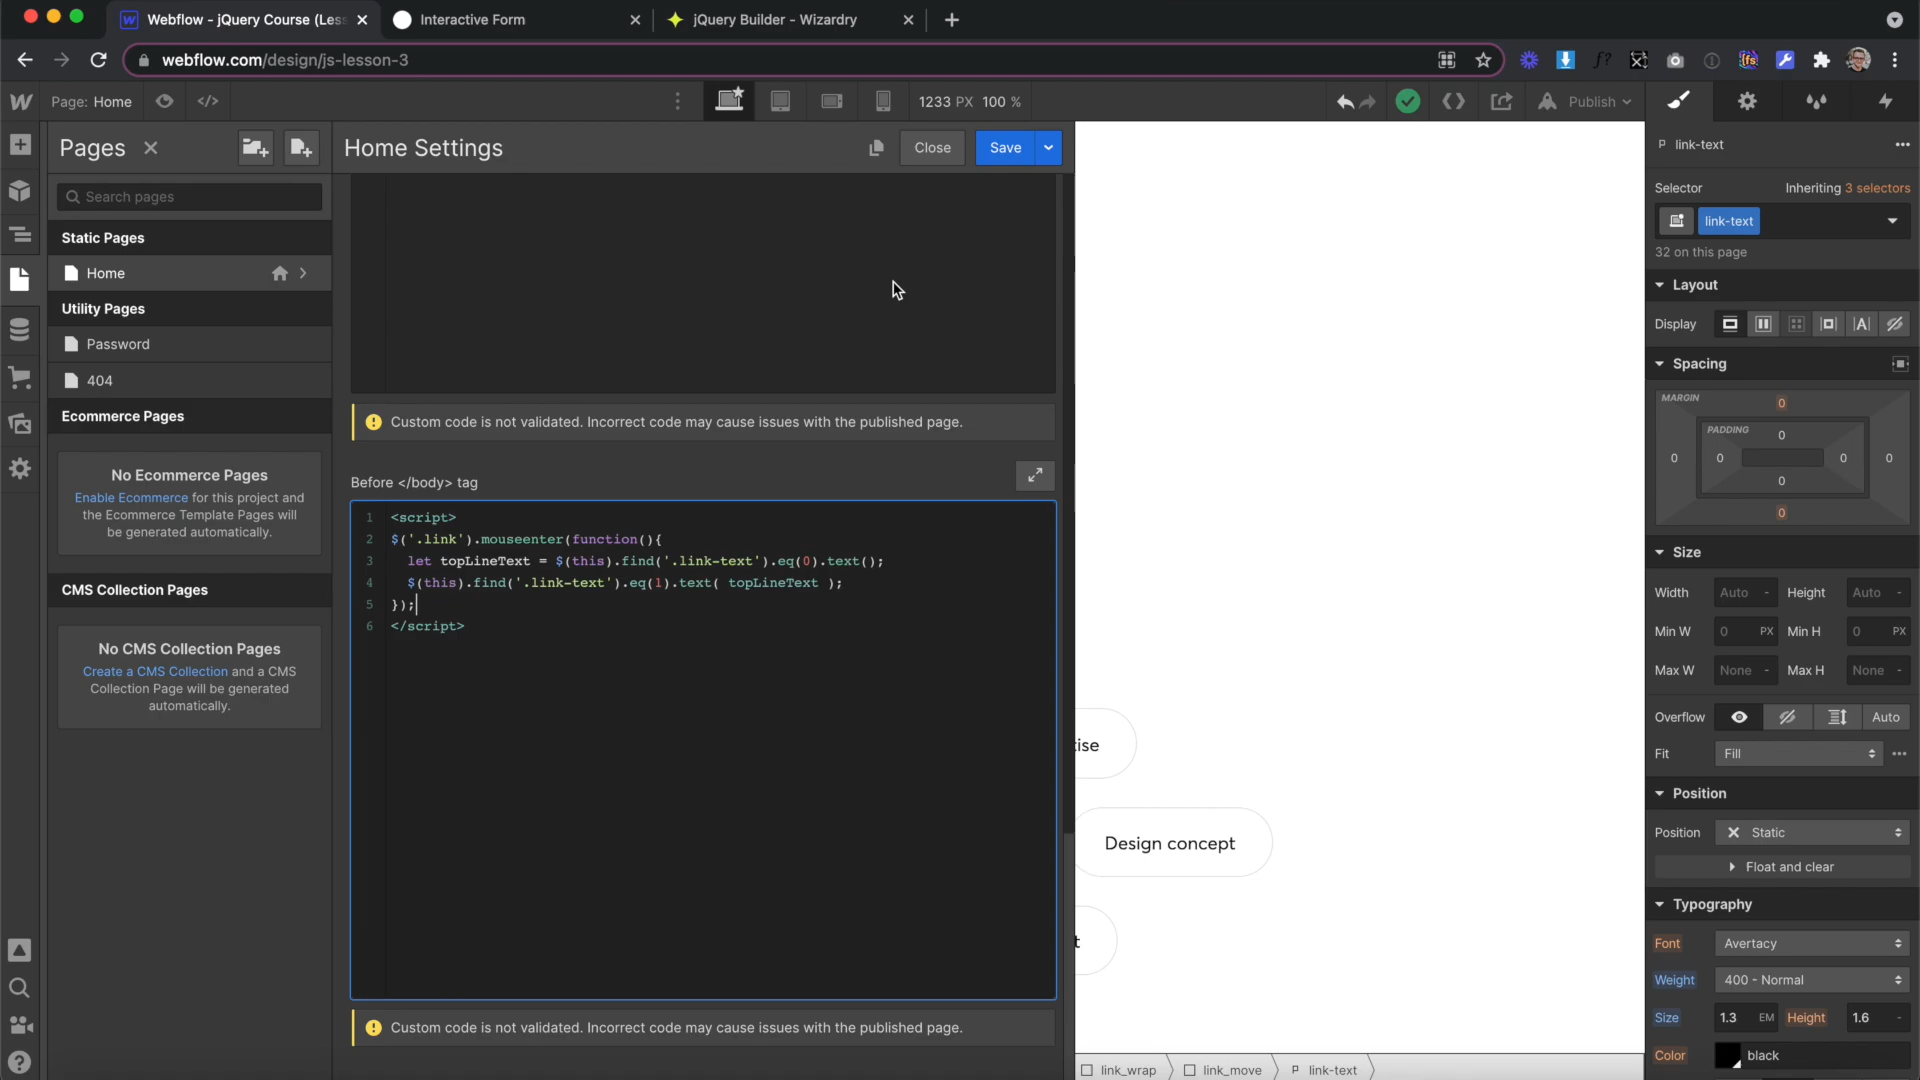 Webflow - jQuery Course (Les
Interactive Form
jQuery Builder - Wizardry
webflow.com/design/js-lesson-3
Page: Home
1233 PX 100 %
Publish
Pages
Home Settings
Close
Save
link-text
Search pages
Selector
Inheriting 3 selectors
link-text
Static Pages
32 on this page
Home
Layout
Utility Pages
Display
Password
Spacing
404
MARGIN
0
Ecommerce Pages
Custom code is not validated. Incorrect code may cause issues with the published page.
PADDING
0
0
0
0
0
No Ecommerce Pages
Enable Ecommerce for this project and
the Ecommerce Template Pages will
be generated automatically.
Before </body> tag
0
0
1 <script>
2 $('.link').mouseenter(function(){
3 let topLineText = $(this).find('.link-text').eq(0).text();
4 $(this).find('.link-text').eq(1).text( topLineText );
5 });
6 </script>
Size
CMS Collection Pages
Width
Auto -
Height
Auto -
Min W
0 PX
Min H
0 PX
No CMS Collection Pages
Create a CMS Collection and a CMS
Collection Page will be generated
automatically.
Max W
None -
Max H
None -
Overflow
Auto
Fit
Fill
tise
Position
Position
Static
Design concept
Float and clear
Typography
t
Font
Avertacy
Weight
400 - Normal
Size
1.3 EM
Height
1.6 -
Custom code is not validated. Incorrect code may cause issues with the published page.
Color
black
link_wrap
link_move
link-text